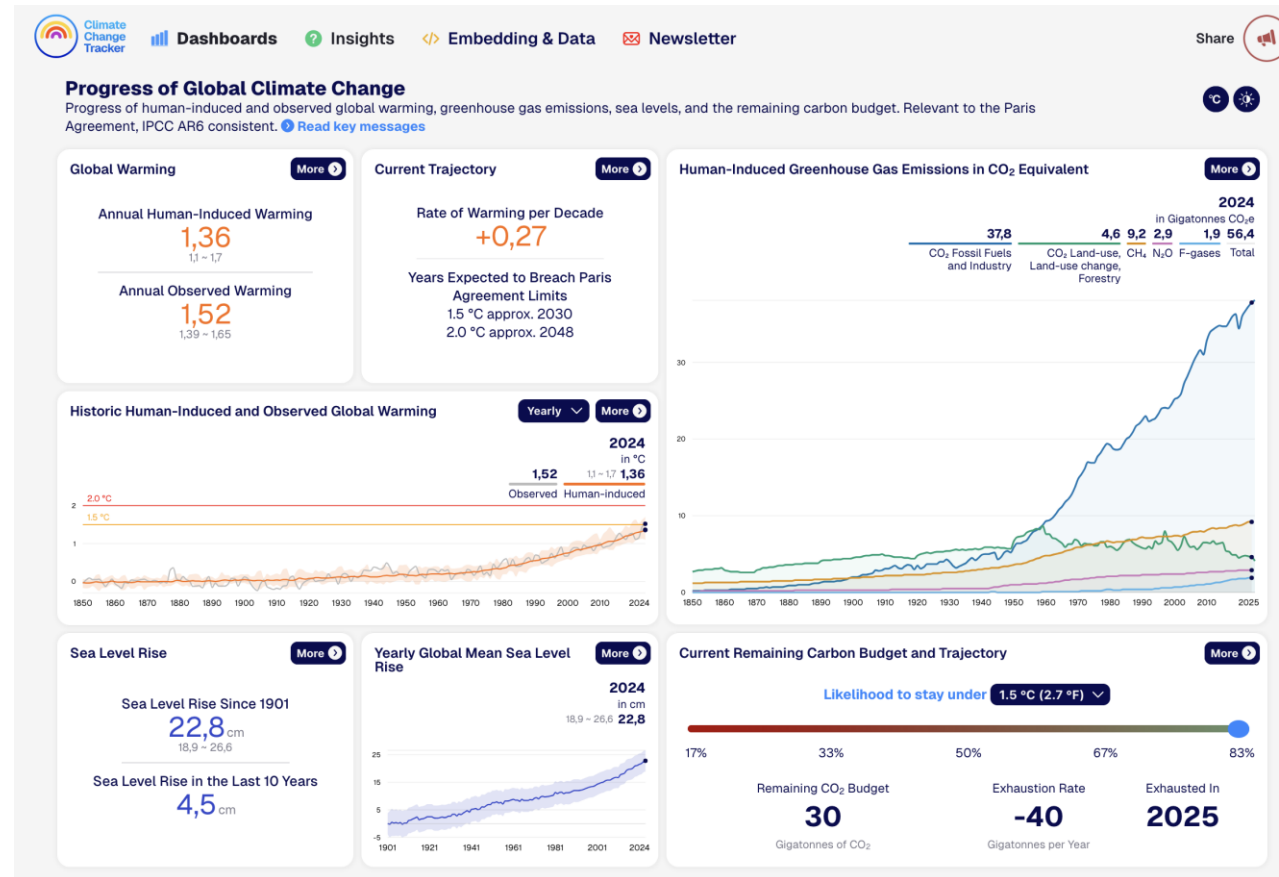 Climate
Change
Tracker
Dashboards
Insights
Embedding & Data
Newsletter
Share
Progress of Global Climate Change
Progress of human-induced and observed global warming, greenhouse gas emissions, sea levels, and the remaining carbon budget. Relevant to the Paris
Agreement, IPCC AR6 consistent. Read key messages
°C
Global Warming
More
Annual Human-Induced Warming
1,36
1,1 ~ 1,7
Annual Observed Warming
1,52
1,39 ~ 1,65
Current Trajectory
More
Rate of Warming per Decade
+0,27
Years Expected to Breach Paris
Agreement Limits
1.5 °C approx. 2030
2.0 °C approx. 2048
Human-Induced Greenhouse Gas Emissions in CO₂ Equivalent
More
2024
in Gigatonnes CO₂e
37,8 4,6 9,2 2,9 1,9 56,4
CO₂ Fossil Fuels
and Industry
CO₂ Land-use,
Land-use change,
Forestry
CH₄ N₂O F-gases Total
30
20
10
0
1850 1860 1870 1880 1890 1900 1910 1920 1930 1940 1950 1960 1970 1980 1990 2000 2010 2025
Historic Human-Induced and Observed Global Warming
Yearly
More
2024
in °C
1,52 1,1 ~ 1,7 1,36
Observed Human-induced
2.0 °C
1.5 °C
2
1
0
1850 1860 1870 1880 1890 1900 1910 1920 1930 1940 1950 1960 1970 1980 1990 2000 2010 2024
Sea Level Rise
More
Sea Level Rise Since 1901
22,8 cm
18,9 ~ 26,6
Sea Level Rise in the Last 10 Years
4,5 cm
Yearly Global Mean Sea Level
Rise
More
2024
in cm
18,9 ~ 26,6 22,8
25
15
5
-5
1901 1921 1941 1961 1981 2001 2024
Current Remaining Carbon Budget and Trajectory
More
Likelihood to stay under 1.5 °C (2.7 °F)
17% 33% 50% 67% 83%
Remaining CO₂ Budget
30
Gigatonnes of CO₂
Exhaustion Rate
-40
Gigatonnes per Year
Exhausted In
2025